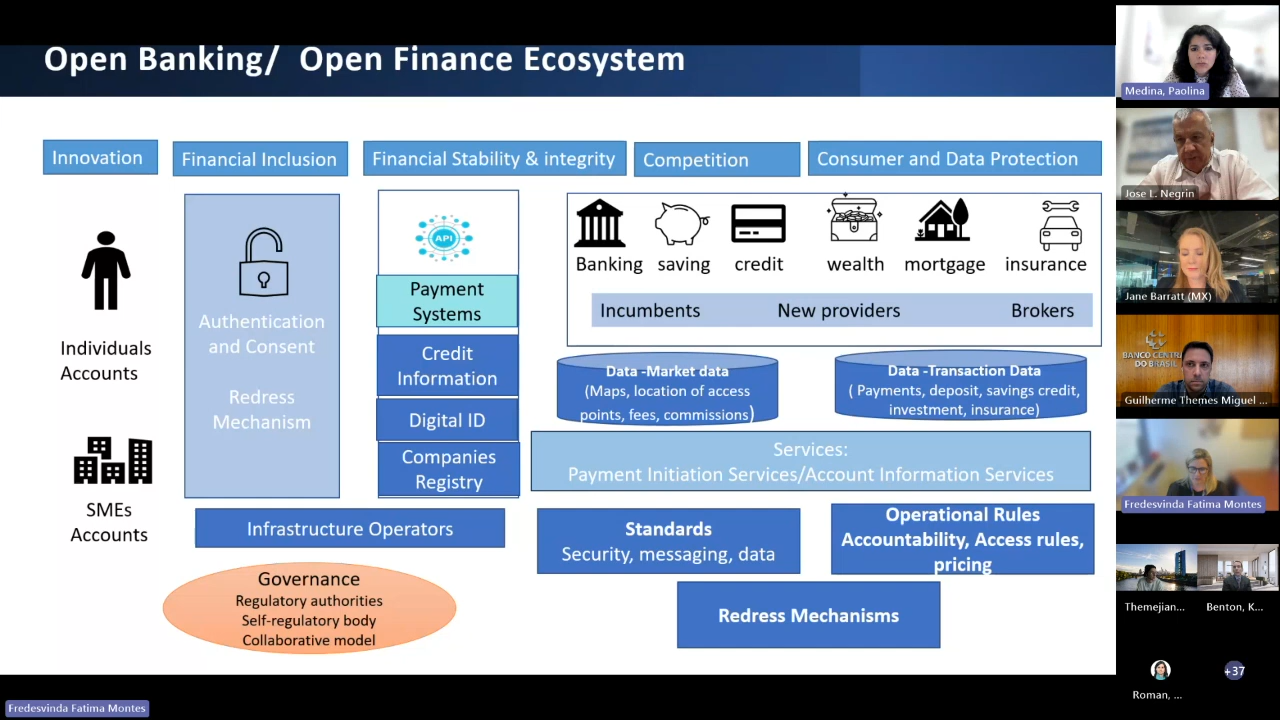 Open Banking/ Open Finance Ecosystem
Innovation
Financial Inclusion
Financial Stability & integrity
Competition
Consumer and Data Protection
Individuals
Accounts
SMEs
Accounts
Authentication
and Consent
Redress
Mechanism
API
Payment
Systems
Credit
Information
Digital ID
Companies
Registry
Banking
saving
credit
wealth
mortgage
insurance
Incumbents
New providers
Brokers
Data -Market data
(Maps, location of access
points, fees, commissions)
Data -Transaction Data
( Payments, deposit, savings credit,
investment, insurance)
Services:
Payment Initiation Services/Account Information Services
Infrastructure Operators
Standards
Security, messaging, data
Operational Rules
Accountability, Access rules,
pricing
Governance
Regulatory authorities
Self-regulatory body
Collaborative model
Redress Mechanisms
Fredesvinda Fatima Montes
Medina, Paolina
Jose L. Negrin
Jane Barratt (MX)
BANCO CENTRAL
DO BRASIL
Guilherme Themes Miguel ...
Fredesvinda Fatima Montes
Themejian...
Benton, K...
Roman, ...
+37